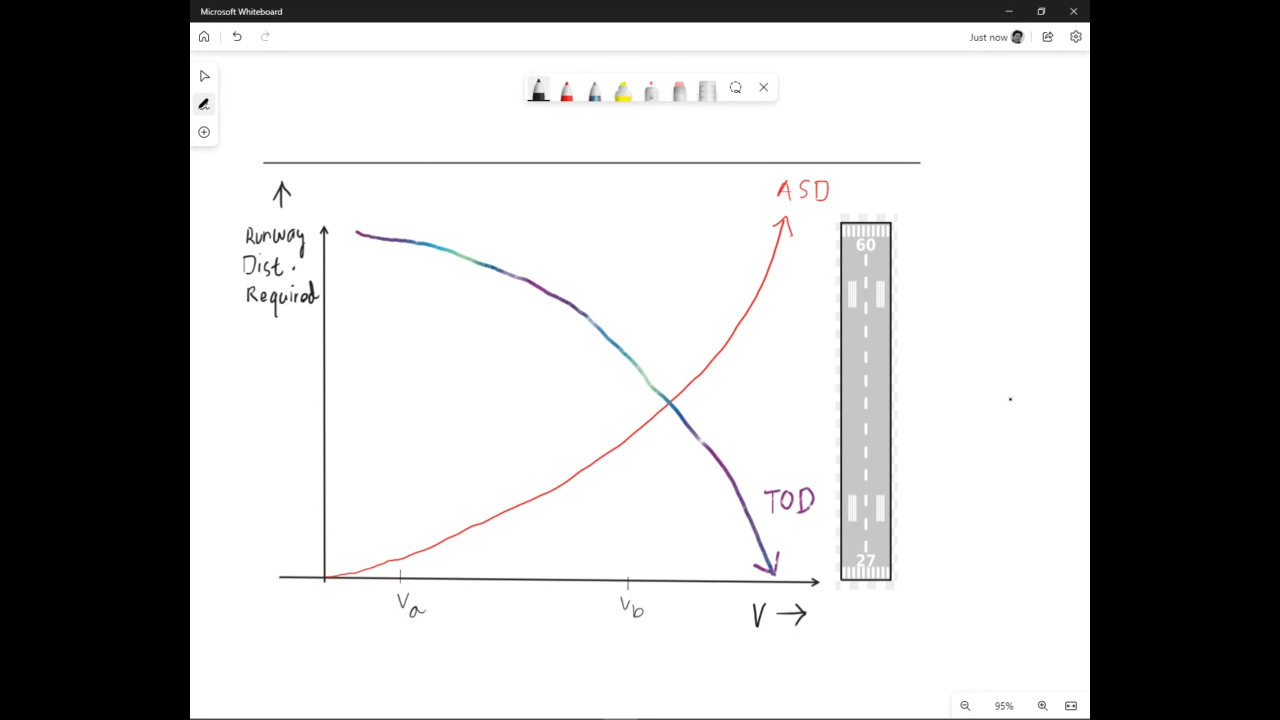 Microsoft Whiteboard
Just now
ASD
Runway
Dist.
Required
60
TOD
27
Va
Vb
V →
95%